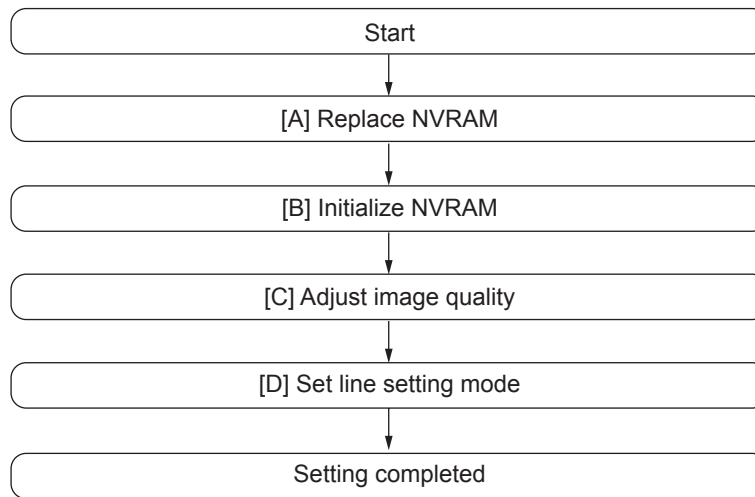 Start
[A] Replace NVRAM
[B] Initialize NVRAM
[C] Adjust image quality
[D] Set line setting mode
Setting completed